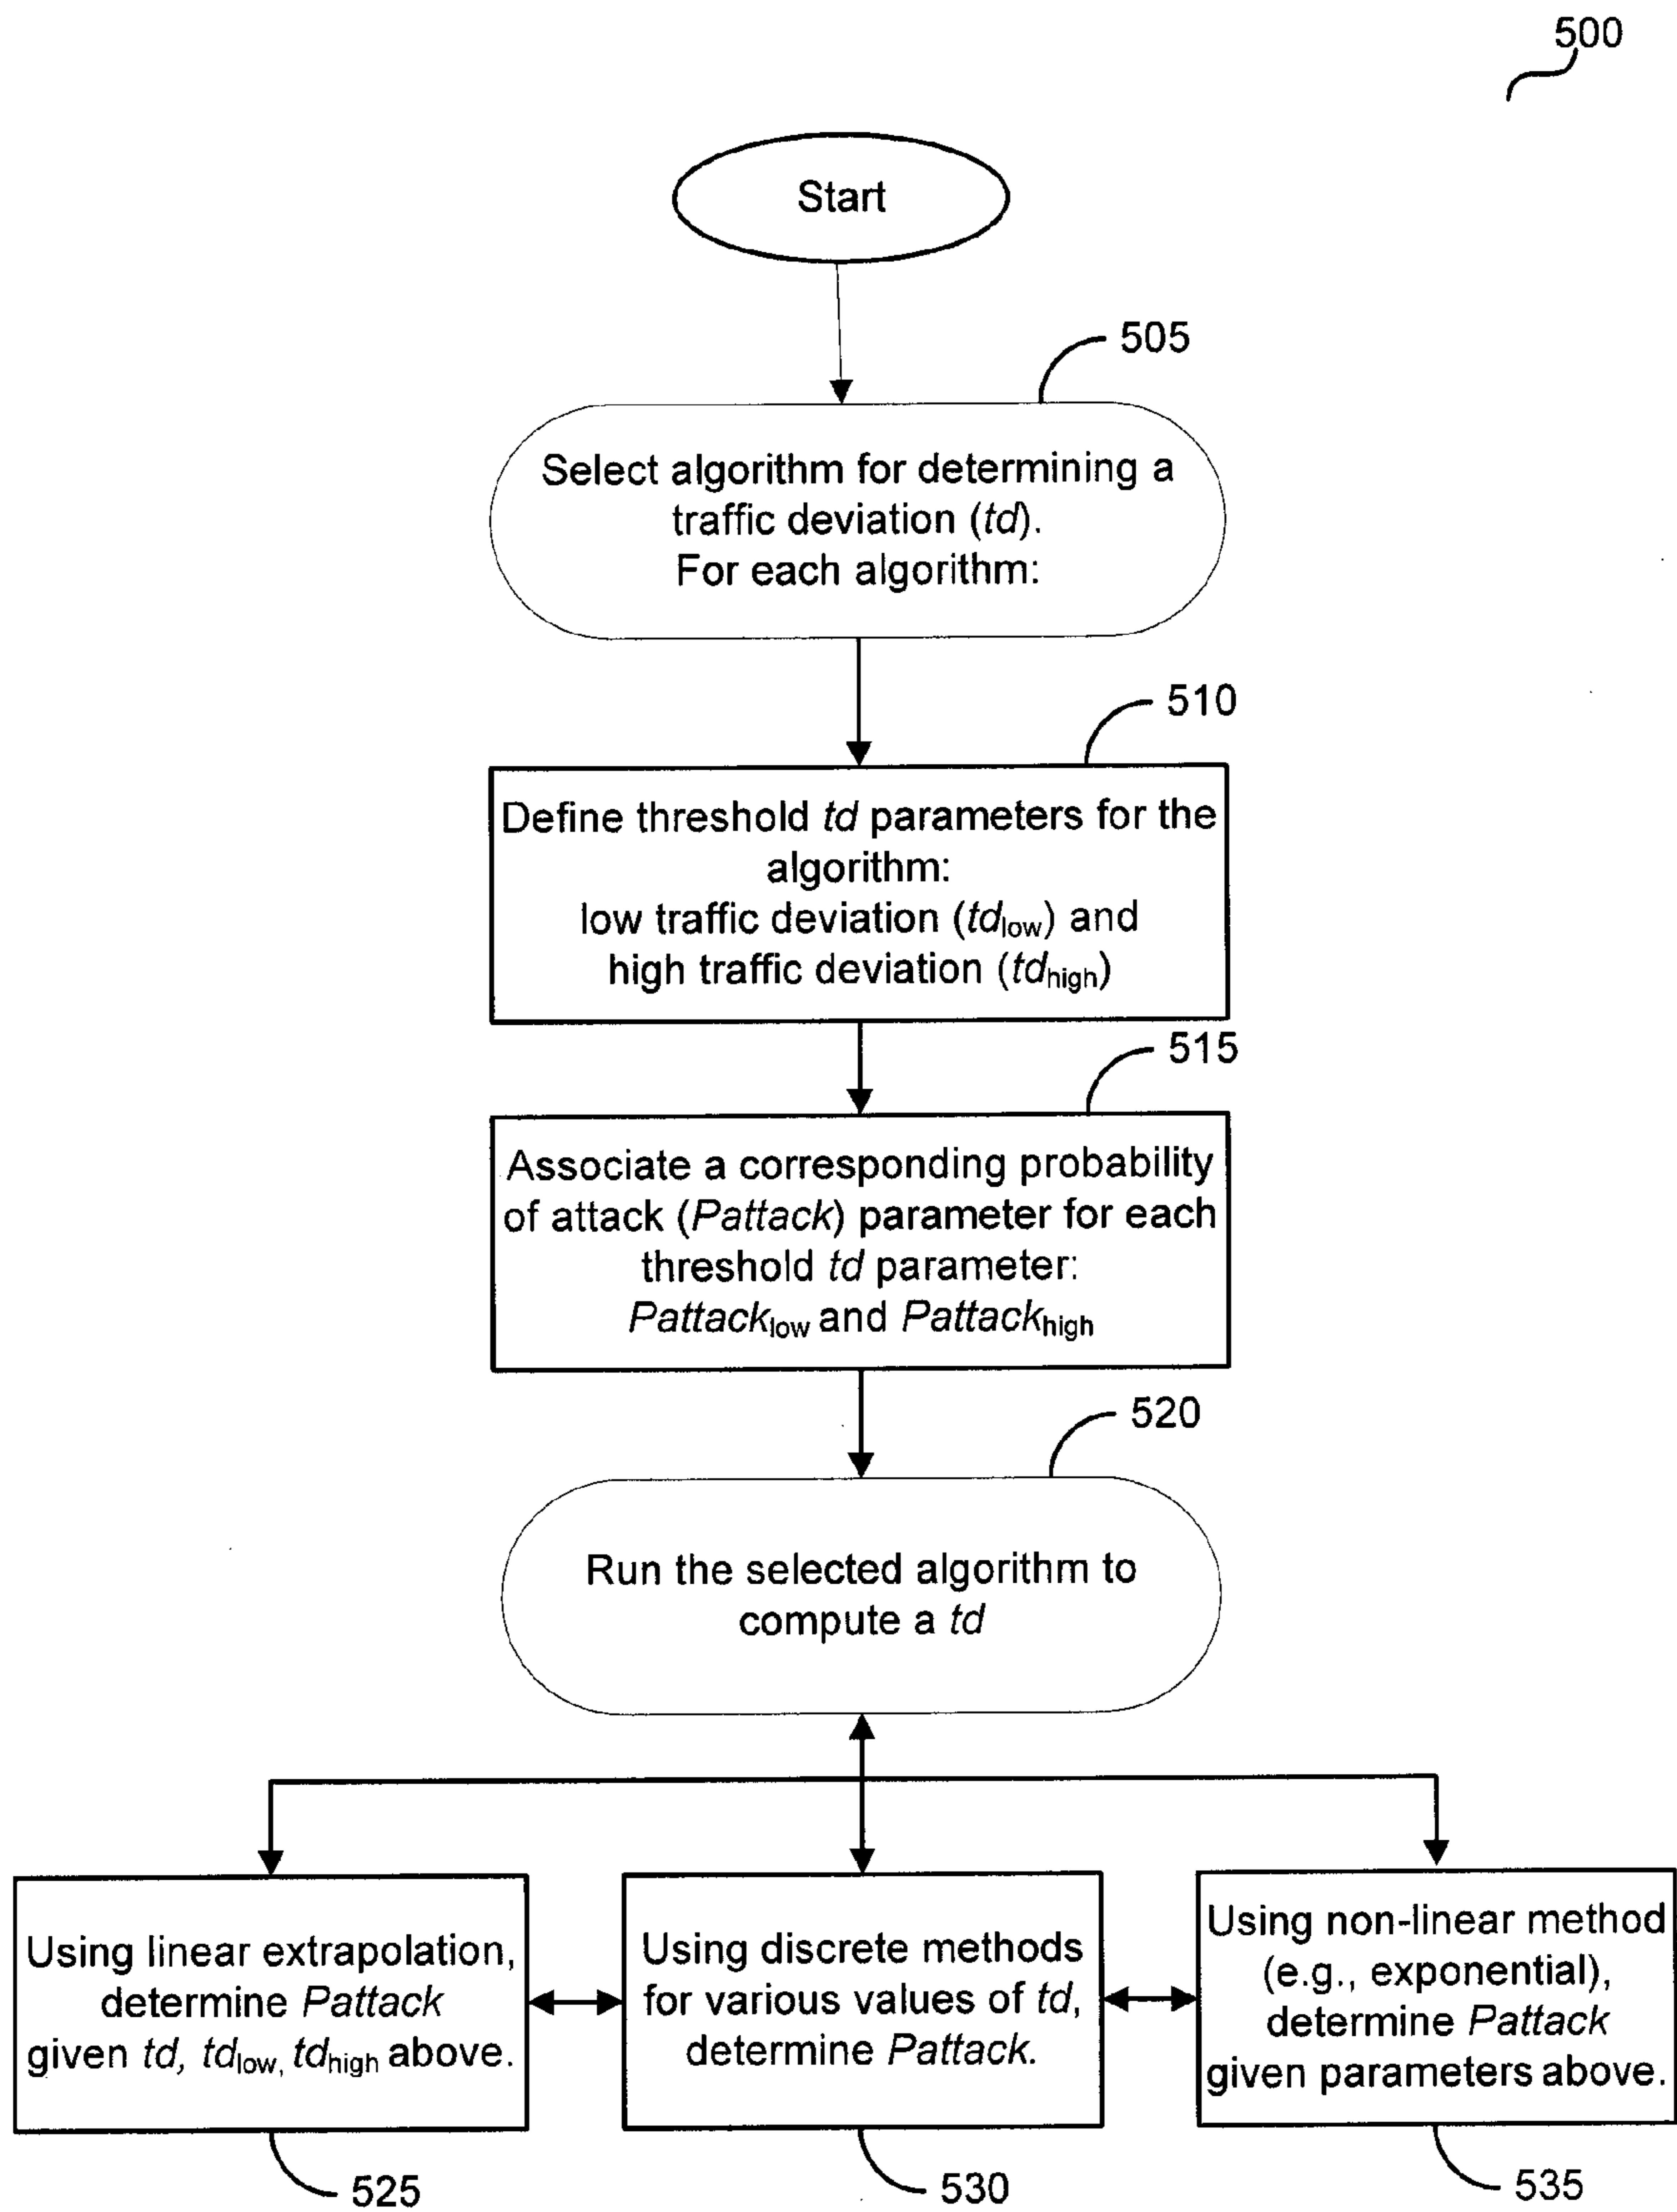 500
Start
505
Select algorithm for determining a
traffic deviation (td).
For each algorithm:
510
Define threshold td parameters for the
algorithm:
low traffic deviation (tdlow) and
high traffic deviation (tdhigh)
515
Associate a corresponding probability
of attack (Pattack) parameter for each
threshold td parameter:
Pattacklow and Pattackhigh
520
Run the selected algorithm to
compute a td
Using linear extrapolation,
determine Pattack
given td, tdlow, tdhigh above.
525
Using discrete methods
for various values of td,
determine Pattack.
530
Using non-linear method
(e.g., exponential),
determine Pattack
given parameters above.
535